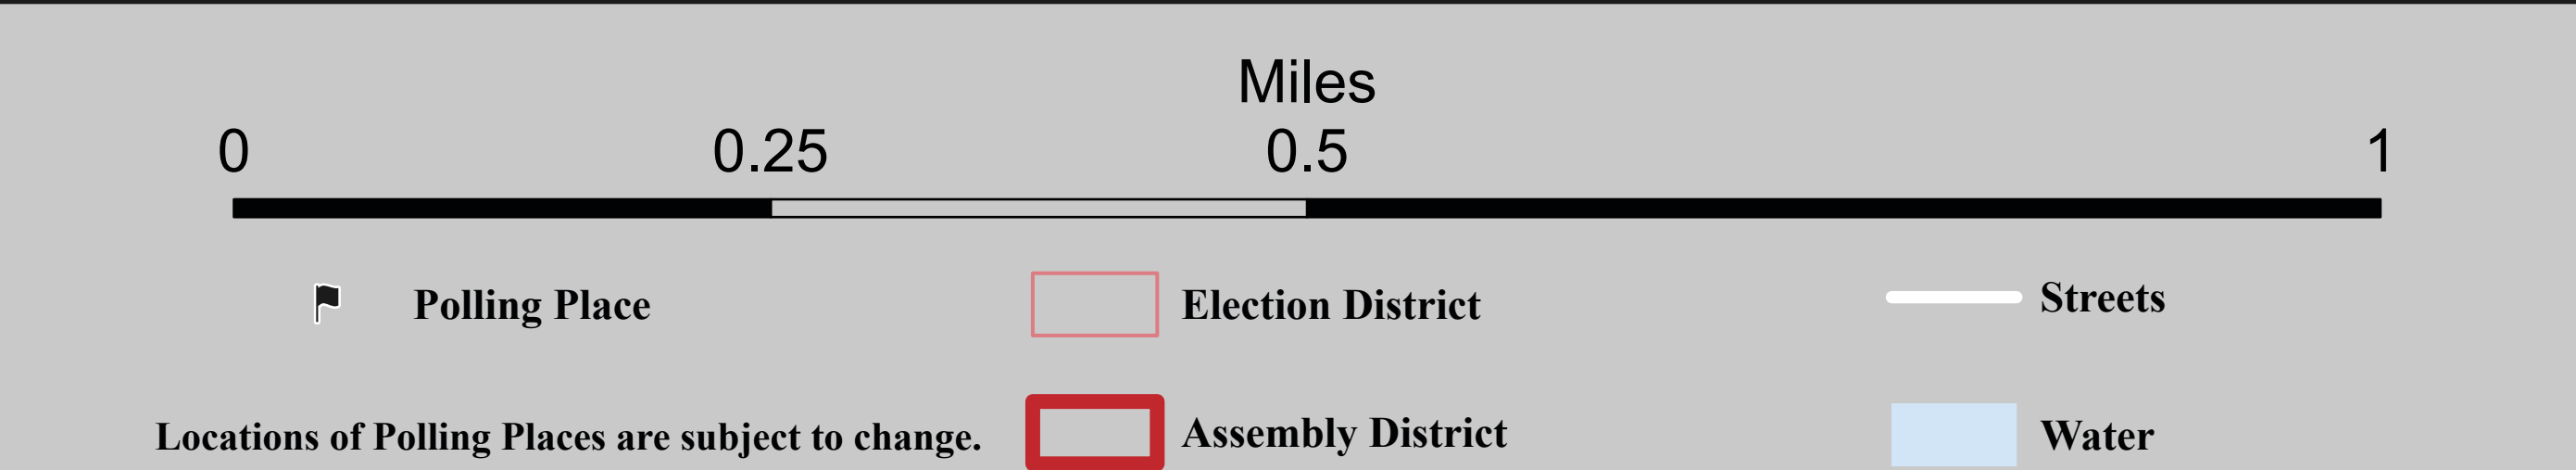 Miles
0 0.25 0.5 1
Polling Place
Election District
Streets
Locations of Polling Places are subject to change.
Assembly District
Water